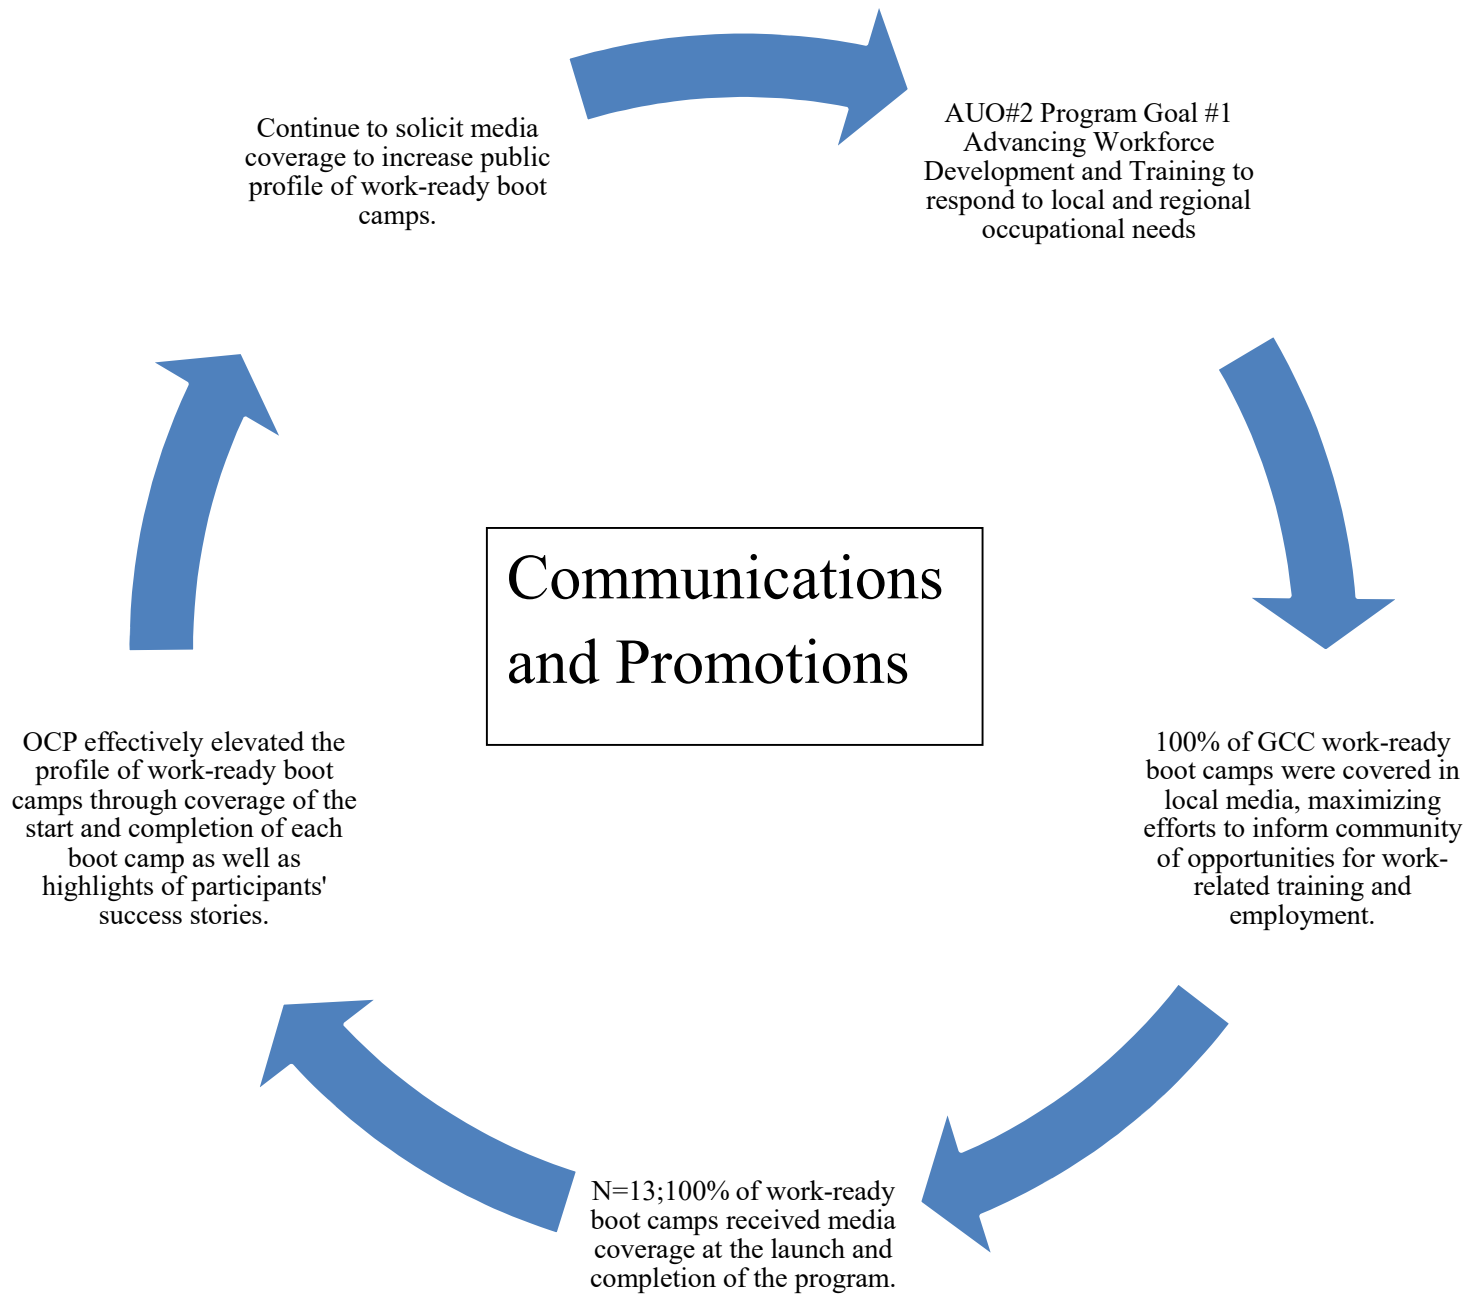 Continue to solicit media
coverage to increase public
profile of work-ready boot
camps.
AUO#2 Program Goal #1
Advancing Workforce
Development and Training to
respond to local and regional
occupational needs
Communications
and Promotions
100% of GCC work-ready
boot camps were covered in
local media, maximizing
efforts to inform community
of opportunities for work-
related training and
employment.
N=13;100% of work-ready
boot camps received media
coverage at the launch and
completion of the program.
OCP effectively elevated the
profile of work-ready boot
camps through coverage of the
start and completion of each
boot camp as well as
highlights of participants'
success stories.